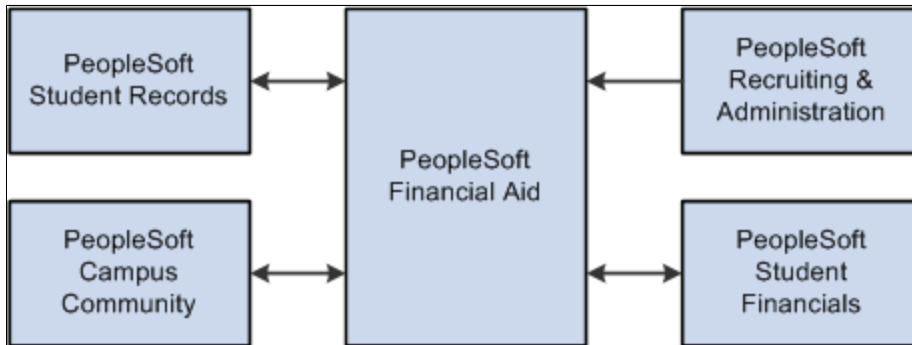 PeopleSoft
Student Records
PeopleSoft
Financial Aid
PeopleSoft
Recruiting &
Administration
PeopleSoft
Campus
Community
PeopleSoft
Student
Financials